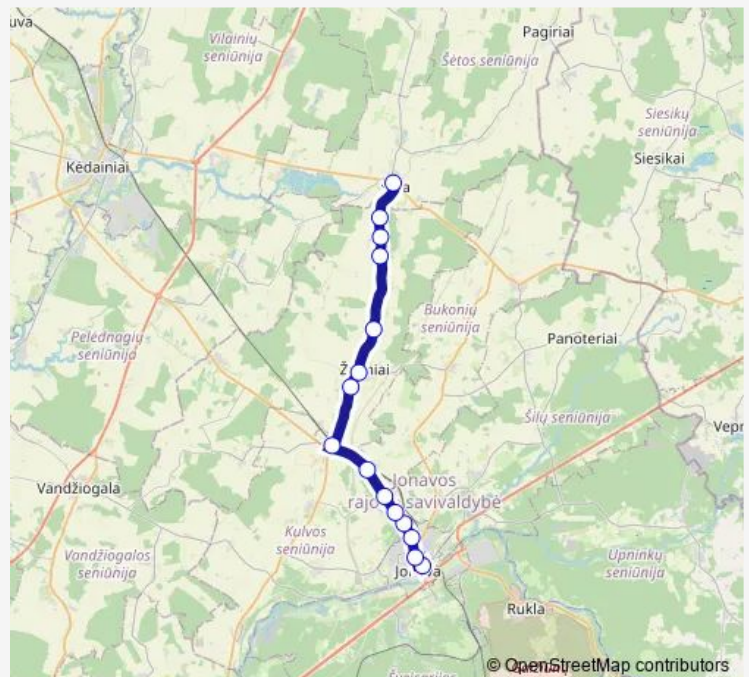 uva
Vilainių
seniūnija
Pagiriai
Šėtos seniūnija
Siesikų
seniūnija
Siesikai
Kėdainiai
Bukonių
seniūnija
Pelėdnagių
seniūnija
Panoteriai
Šilų seniūnija
Vepr
Vandžiogala
Jonavos
rajono savivaldybė
Kulvos
seniūnija
Vandžiogalos
seniūnija
Upninkų
seniūnija
Rukla
© OpenStreetMap contributors